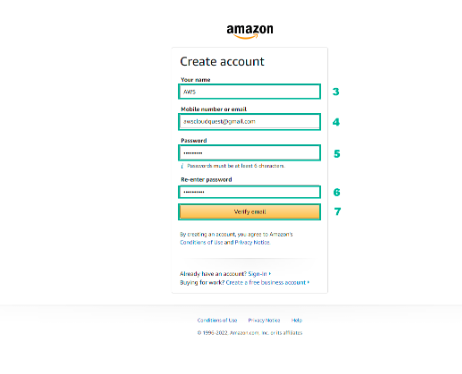 amazon
Create account
Your name
AWS
3
Mobile number or email
awscloudquest@gmail.com
4
Password
•••••••••
5
i Passwords must be at least 6 characters.
Re-enter password
•••••••••
6
Verify email
7
By creating an account, you agree to Amazon's
Conditions of Use and Privacy Notice.
Already have an account? Sign-in ›
Buying for work? Create a free business account ›
Conditions of Use Privacy Notice Help
© 1996-2022, Amazon.com, Inc. or its affiliates